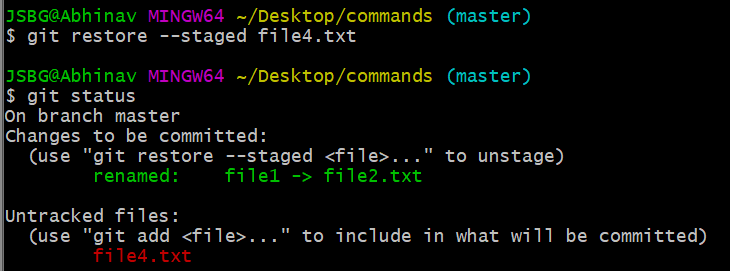 JSBG@Abhinav MINGW64 ~/Desktop/commands (master)
$ git restore --staged file4.txt

JSBG@Abhinav MINGW64 ~/Desktop/commands (master)
$ git status
On branch master
Changes to be committed:
  (use "git restore --staged <file>..." to unstage)
        renamed:    file1 -> file2.txt

Untracked files:
  (use "git add <file>..." to include in what will be committed)
        file4.txt